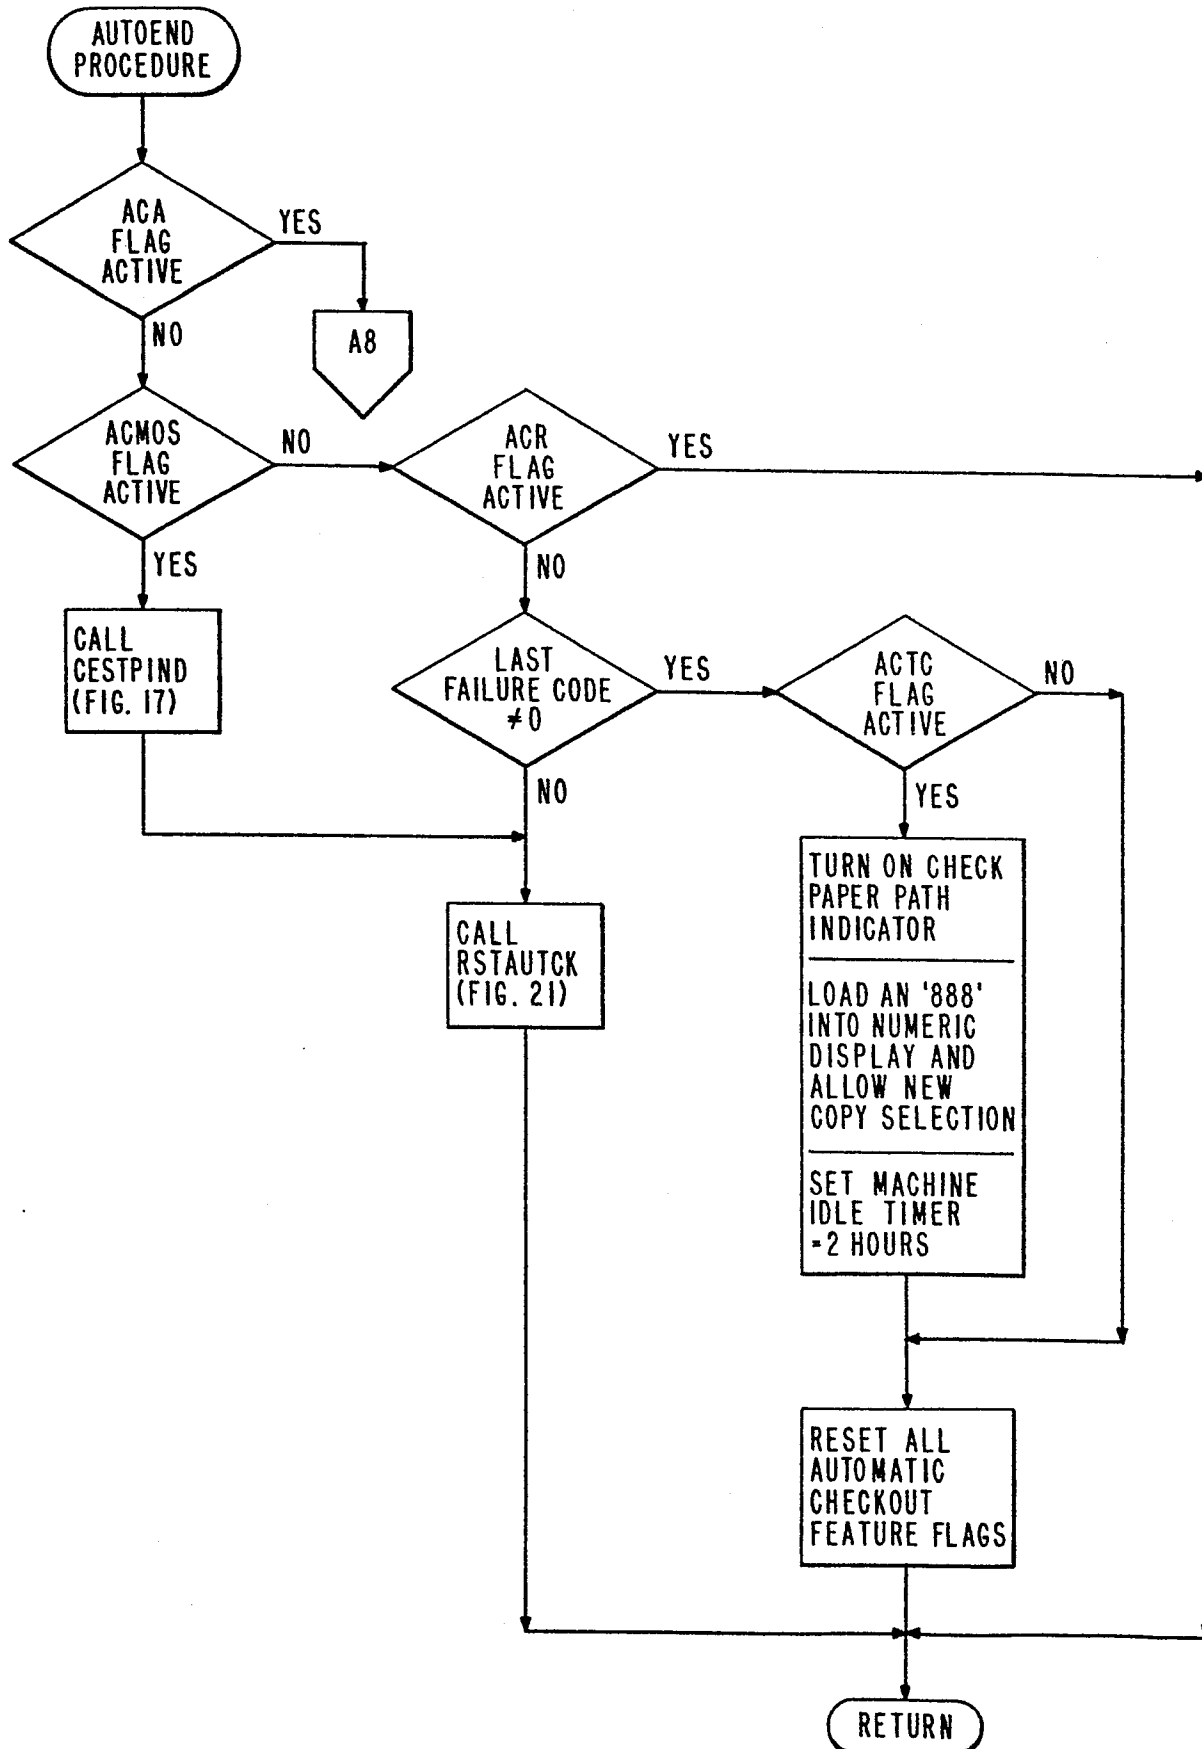 AUTOEND
PROCEDURE
ACA
FLAG
ACTIVE
YES
NO
A8
ACMOS
FLAG
ACTIVE
NO
YES
ACR
FLAG
ACTIVE
YES
NO
CALL
CESTPIND
(FIG. 17)
LAST
FAILURE CODE
≠0
YES
NO
ACTC
FLAG
ACTIVE
NO
YES
CALL
RSTAUTCK
(FIG. 21)
TURN ON CHECK
PAPER PATH
INDICATOR
LOAD AN '888'
INTO NUMERIC
DISPLAY AND
ALLOW NEW
COPY SELECTION
SET MACHINE
IDLE TIMER
=2 HOURS
RESET ALL
AUTOMATIC
CHECKOUT
FEATURE FLAGS
RETURN